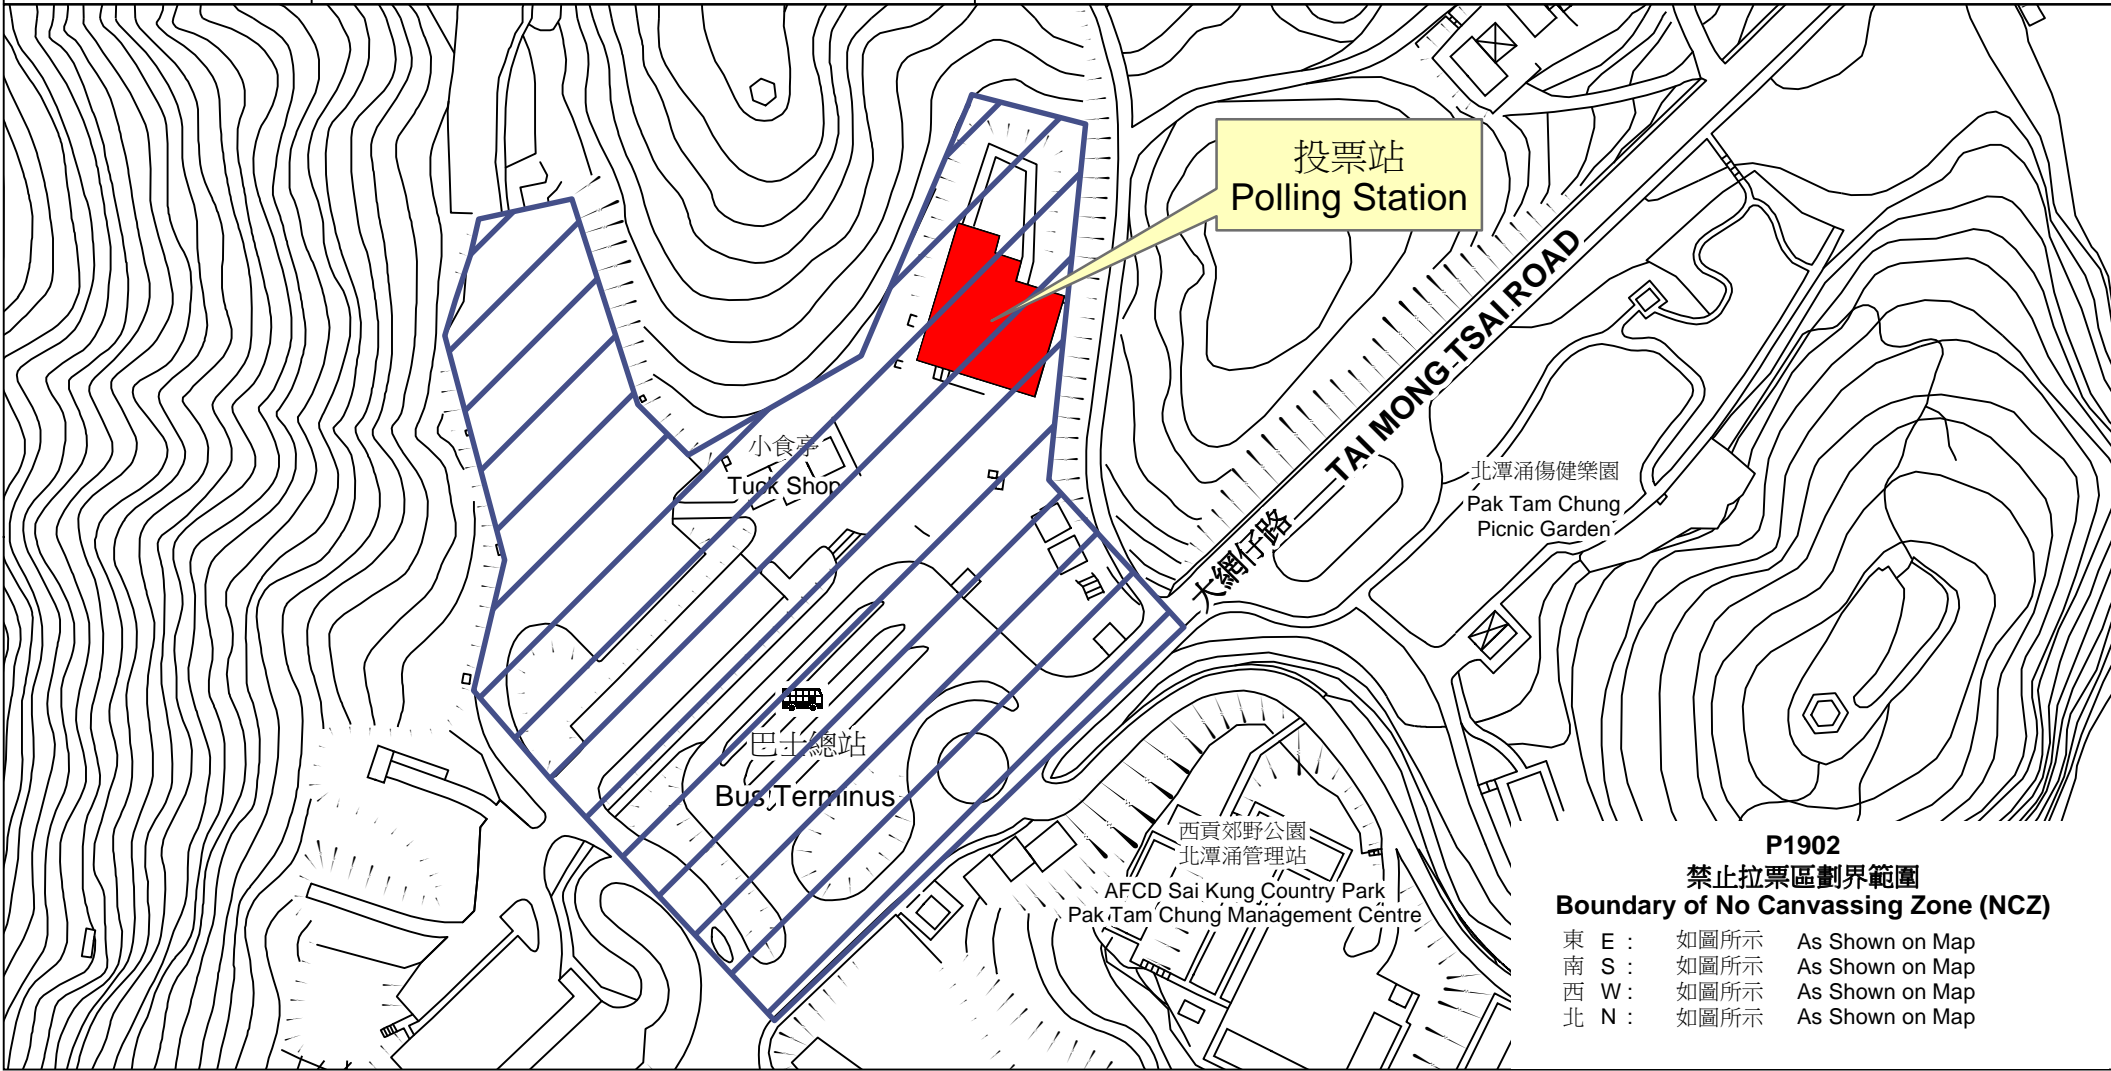 投票站
Polling Station
TAI MONG TSAI ROAD
大網仔路
小食亭
Tuck Shop
北潭涌傷健樂園
Pak Tam Chung
Picnic Garden
巴士總站
Bus Terminus
西貢郊野公園
北潭涌管理站
AFCD Sai Kung Country Park
Pak Tam Chung Management Centre
P1902
禁止拉票區劃界範圍
Boundary of No Canvassing Zone (NCZ)
東 E : 如圖所示 As Shown on Map
南 S : 如圖所示 As Shown on Map
西 W : 如圖所示 As Shown on Map
北 N : 如圖所示 As Shown on Map